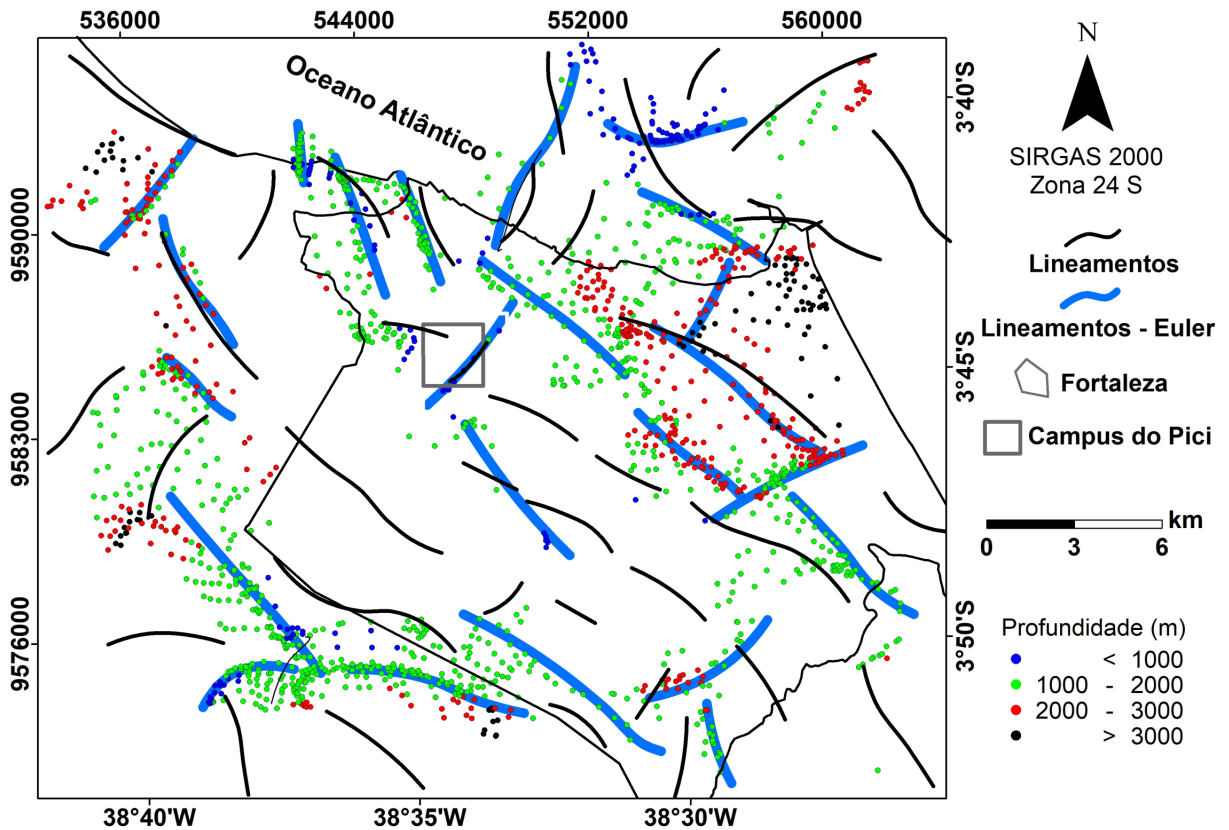 536000 544000 552000 560000
Oceano Atlântico
N
SIRGAS 2000
Zona 24 S
Lineamentos
Lineamentos - Euler
Fortaleza
Campus do Pici
km
0 3 6
Profundidade (m)
< 1000
1000 - 2000
2000 - 3000
> 3000
9590000
9583000
9576000
3°40'S
3°45'S
3°50'S
38°40'W 38°35'W 38°30'W